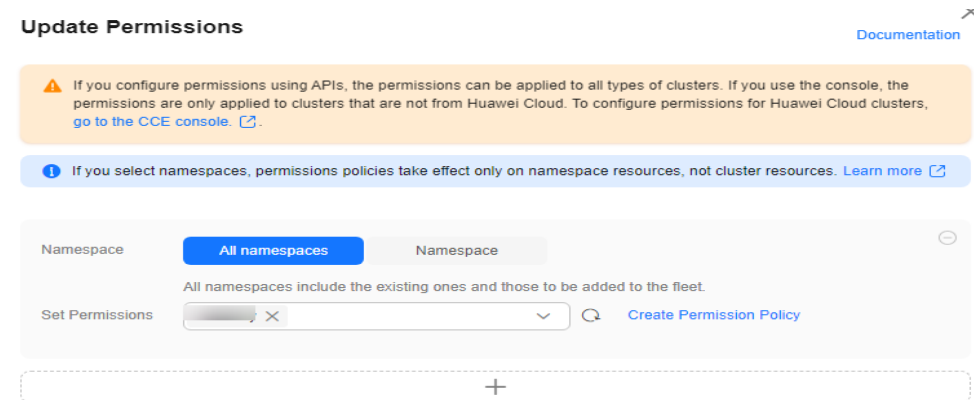 Update Permissions
Documentation
If you configure permissions using APIs, the permissions can be applied to all types of clusters. If you use the console, the
permissions are only applied to clusters that are not from Huawei Cloud. To configure permissions for Huawei Cloud clusters,
go to the CCE console.
If you select namespaces, permissions policies take effect only on namespace resources, not cluster resources. Learn more
Namespace All namespaces Namespace
All namespaces include the existing ones and those to be added to the fleet.
Set Permissions Create Permission Policy